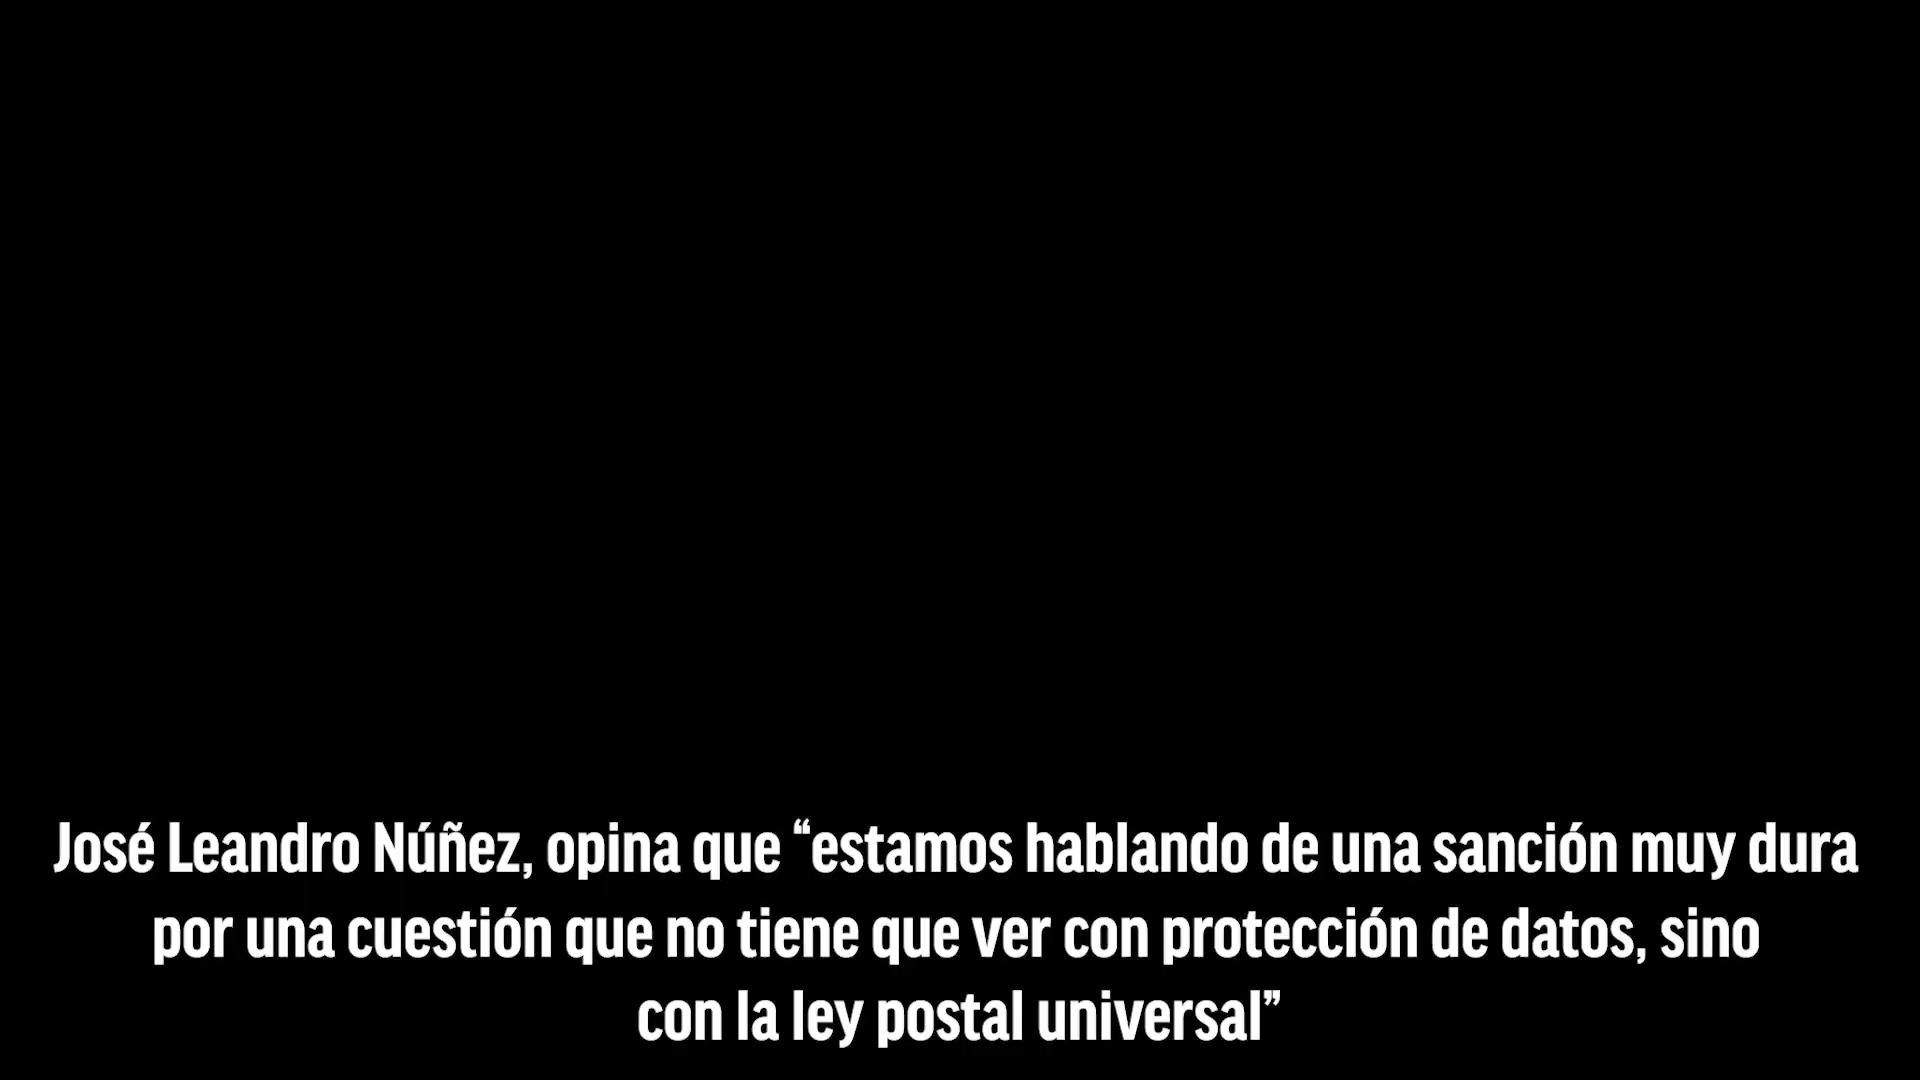 José Leandro Núñez, opina que “estamos hablando de una sanción muy dura
por una cuestión que no tiene que ver con protección de datos, sino
con la ley postal universal”